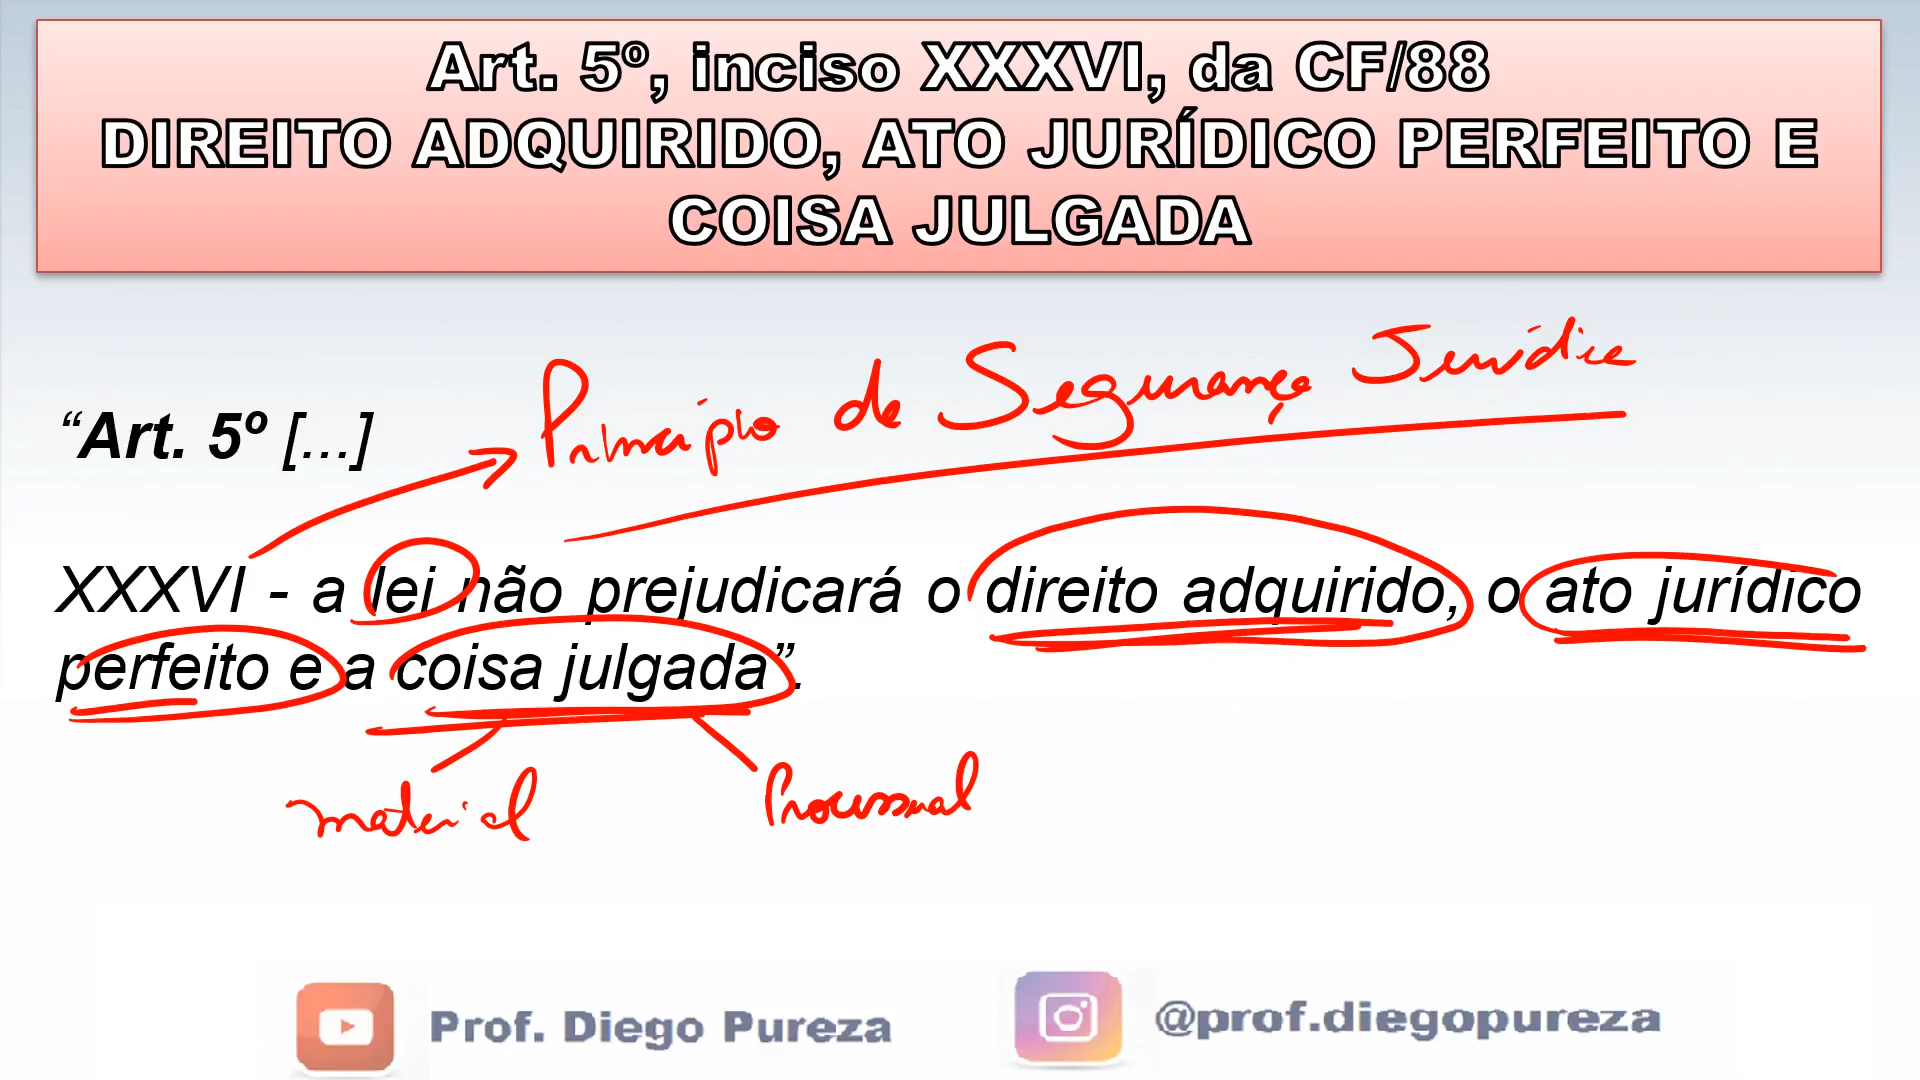 Art. 5º, inciso XXXVI, da CF/88
DIREITO ADQUIRIDO, ATO JURÍDICO PERFEITO E
COISA JULGADA
Princípio de Segurança Jurídica
“Art. 5º [...]
XXXVI - a lei não prejudicará o direito adquirido, o ato jurídico
perfeito e a coisa julgada”.
material
Processual
Prof. Diego Pureza
@prof.diegopureza